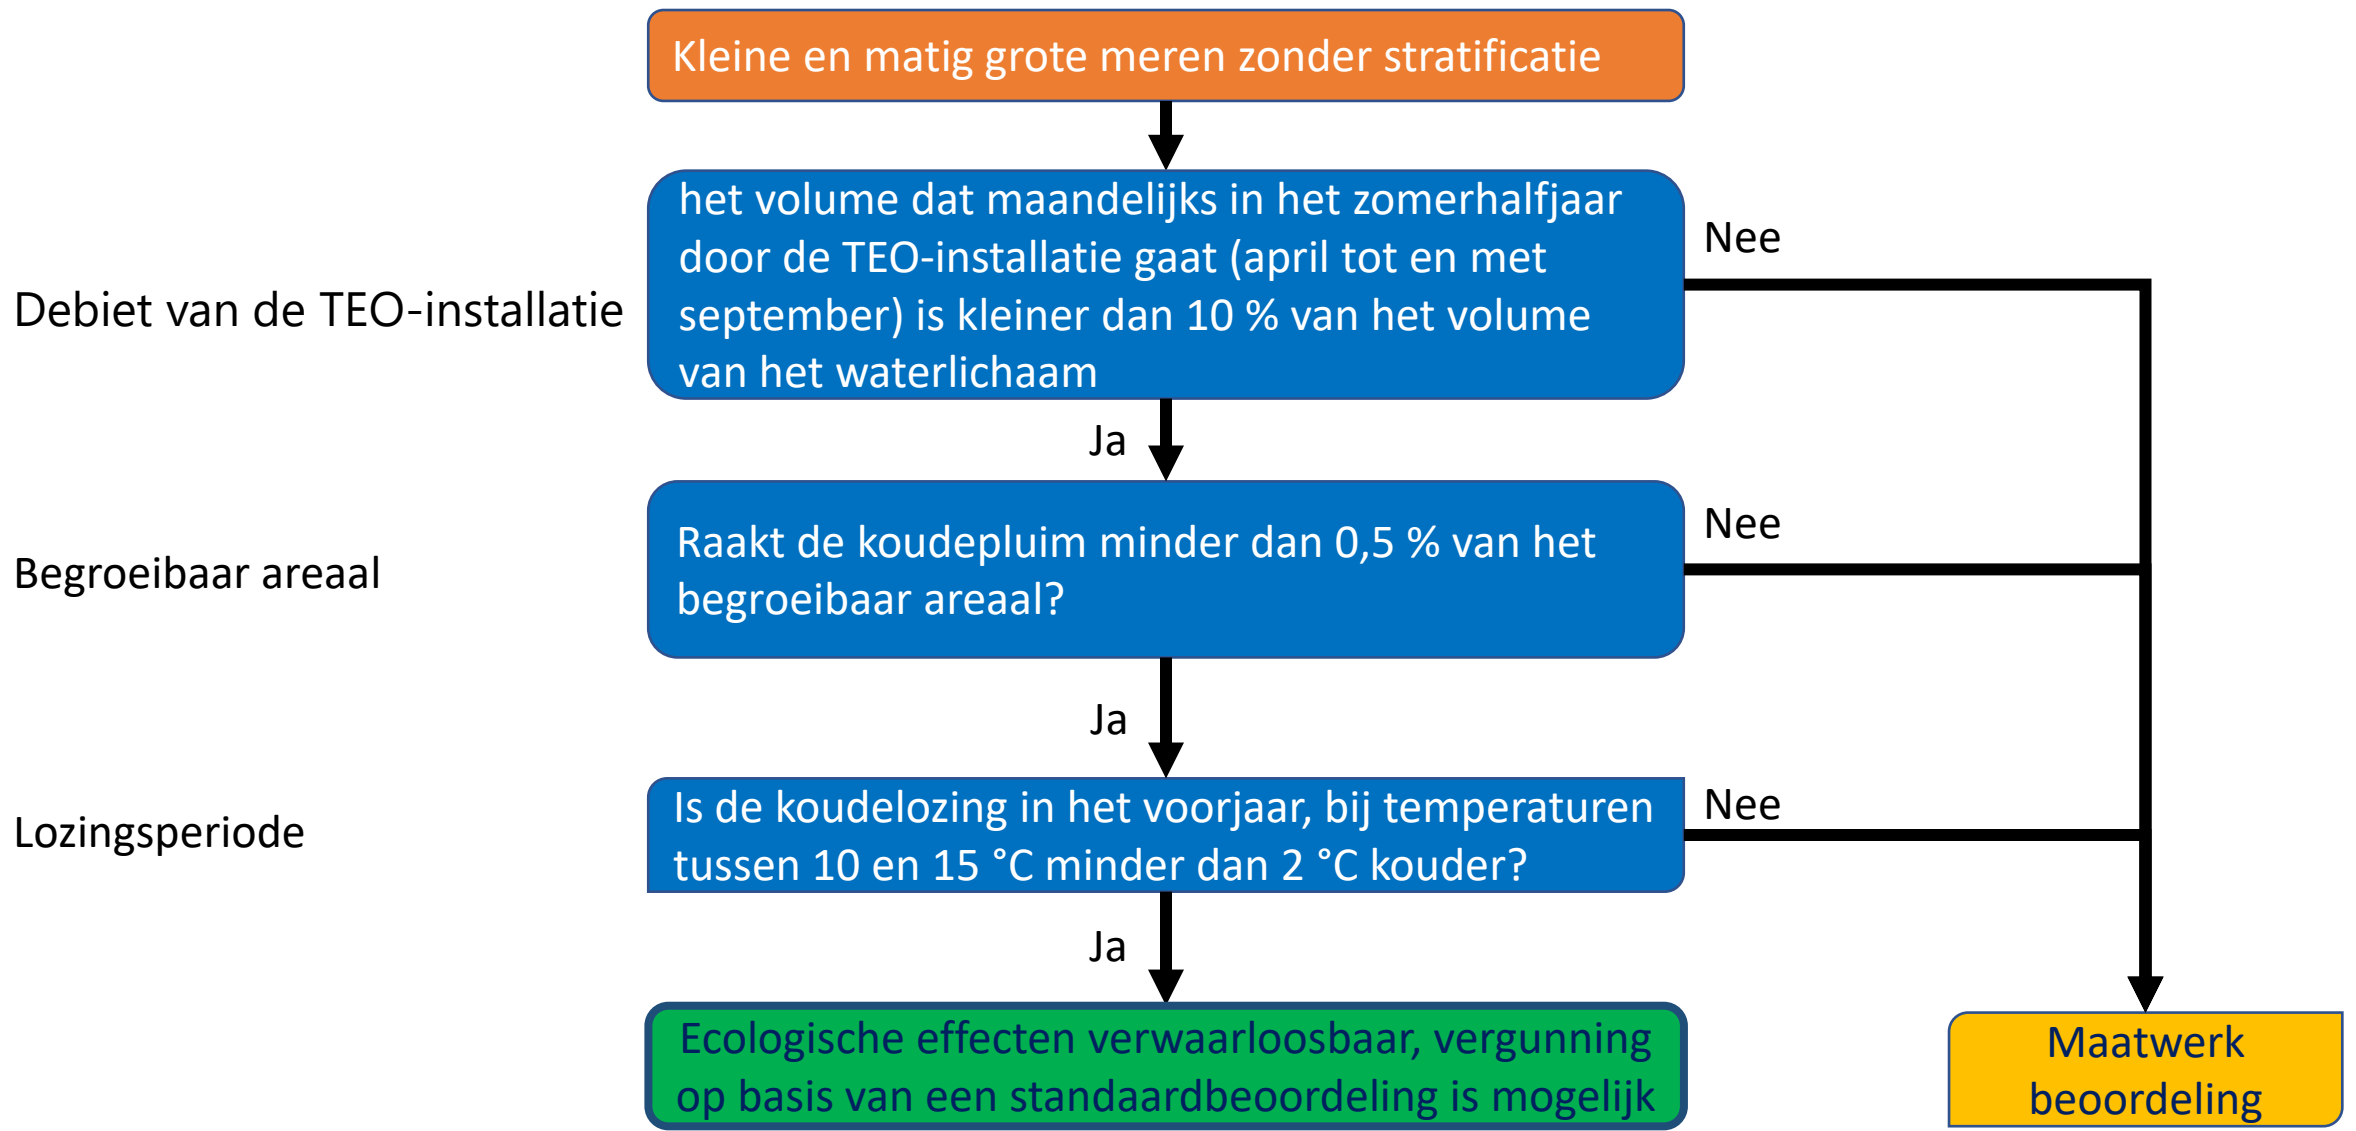 Kleine en matig grote meren zonder stratificatie
Debiet van de TEO-installatie
het volume dat maandelijks in het zomerhalfjaar
door de TEO-installatie gaat (april tot en met
september) is kleiner dan 10 % van het volume
van het waterlichaam
Nee
Ja
Begroeibaar areaal
Raakt de koudepluim minder dan 0,5 % van het
begroeibaar areaal?
Nee
Ja
Lozingsperiode
Is de koudelozing in het voorjaar, bij temperaturen
tussen 10 en 15 °C minder dan 2 °C kouder?
Nee
Ja
Ecologische effecten verwaarloosbaar, vergunning
op basis van een standaardbeoordeling is mogelijk
Maatwerk
beoordeling